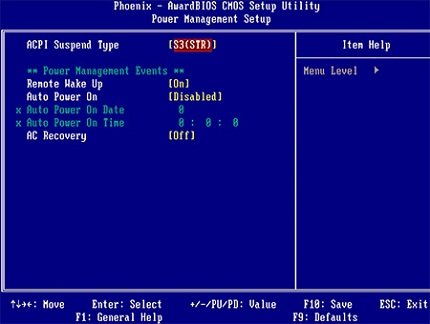 Phoenix - AwardBIOS CMOS Setup Utility
Power Management Setup
ACPI Suspend Type [S3(STR)]
Item Help
Menu Level ▶
** Power Management Events **
Remote Wake Up [On]
Auto Power On [Disabled]
x Auto Power On Date 0
x Auto Power On Time 0 : 0 : 0
AC Recovery [Off]
↑↓→←: Move Enter: Select +/-/PU/PD: Value F10: Save ESC: Exit
F1: General Help F9: Defaults